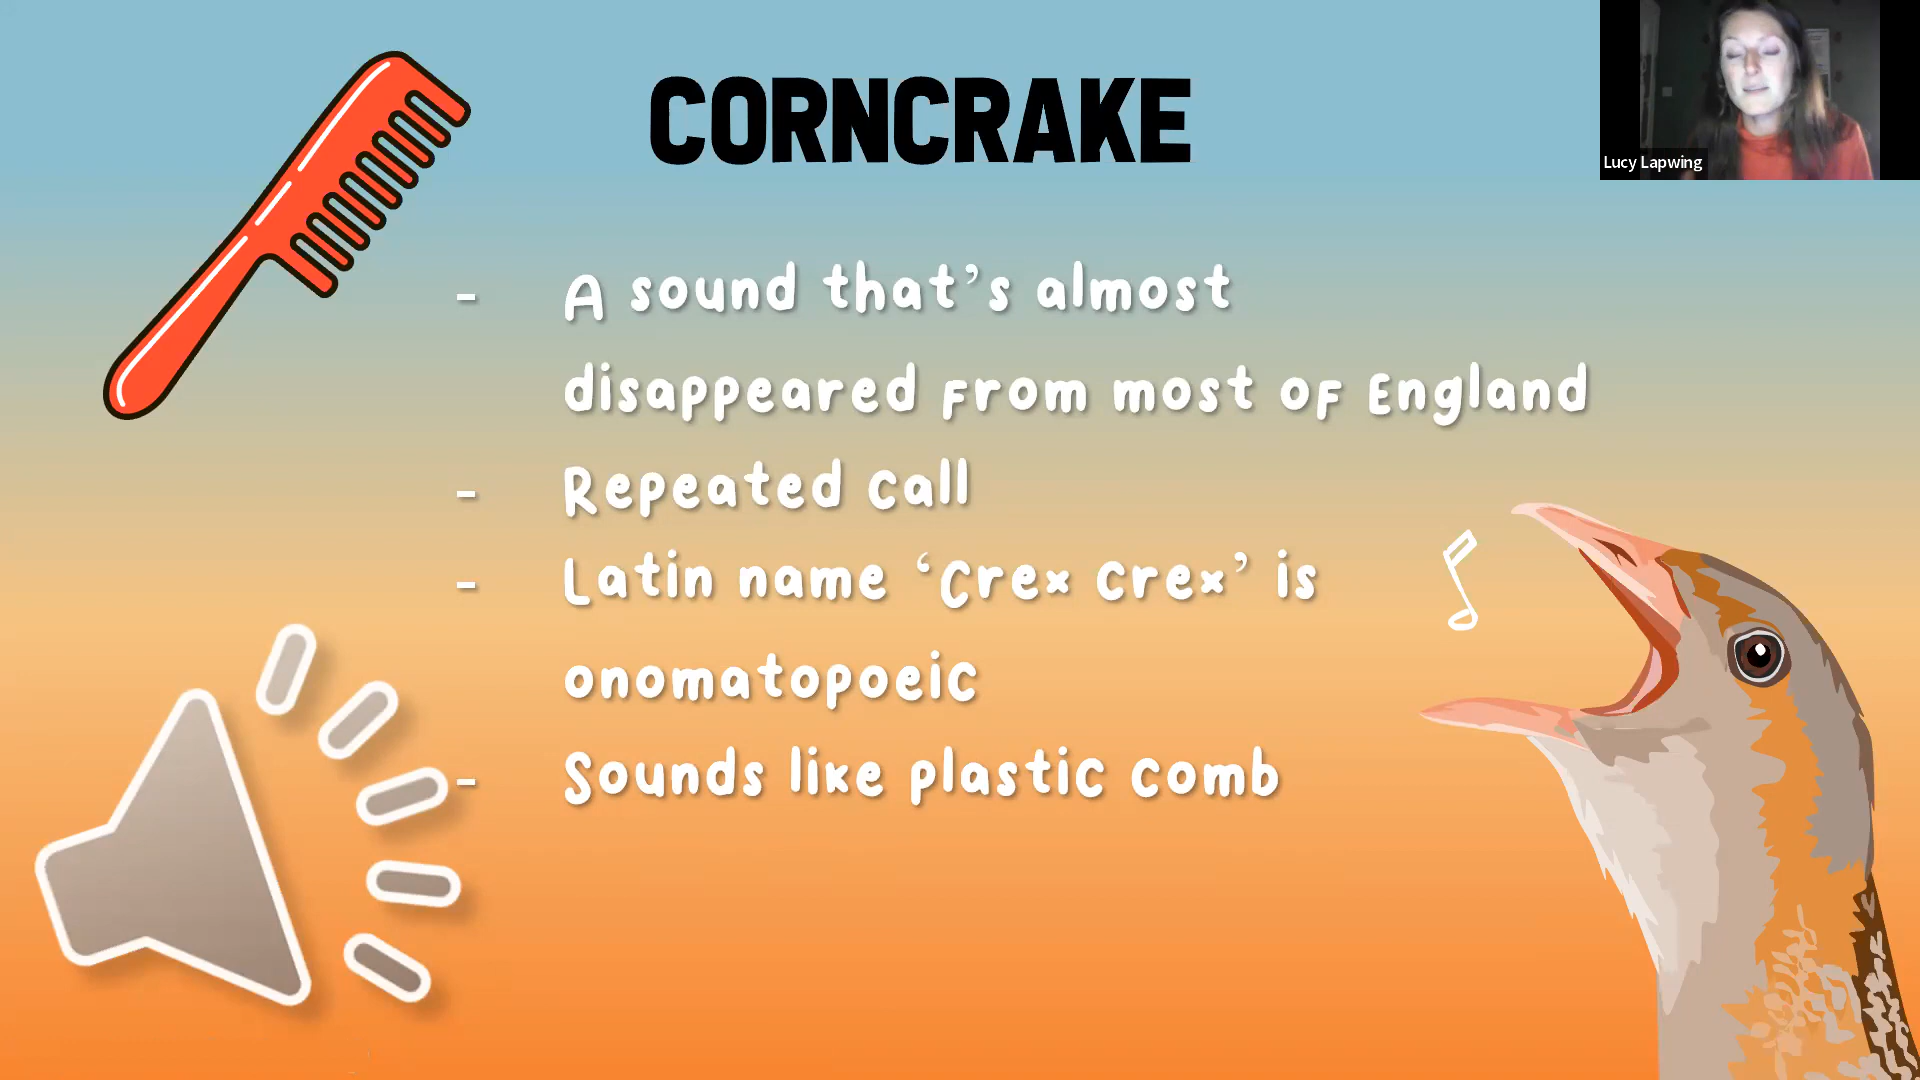 CORNCRAKE
Lucy Lapwing
- A sound that's almost
disappeared from most of England
- Repeated call
- Latin name ‘Crex crex’ is
onomatopoeic
- Sounds like plastic comb